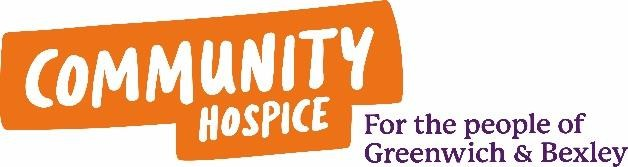 COMMUNITY
HOSPICE
For the people of
Greenwich & Bexley